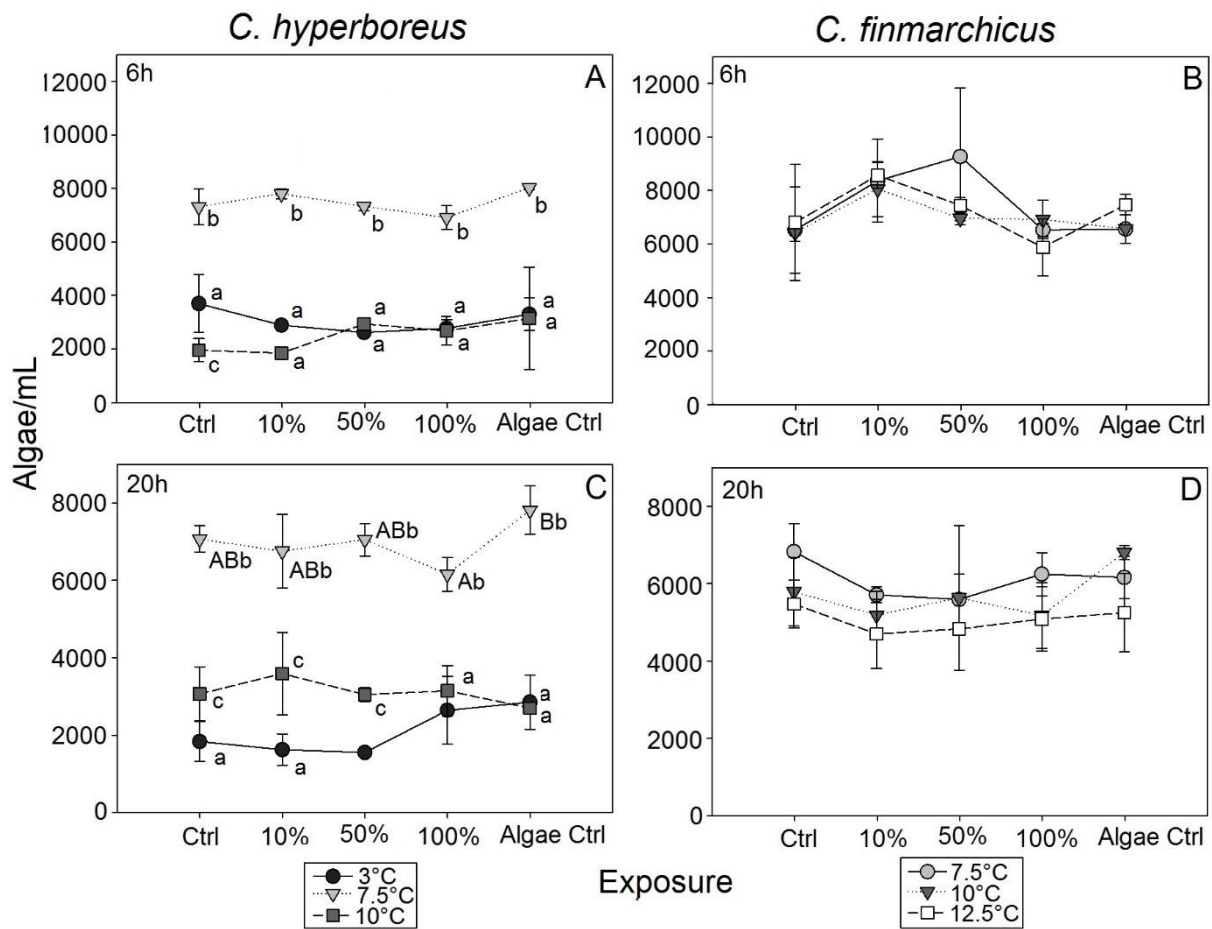 C. hyperboreus
C. finmarchicus
6h
A
12000
10000
8000
6000
4000
2000
0
b
b
b
b
b
a
a
a
a
a
c
a
a
a
a
Ctrl
10%
50%
100%
Algae Ctrl
6h
B
12000
10000
8000
6000
4000
2000
0
Ctrl
10%
50%
100%
Algae Ctrl
Algae/mL
20h
C
8000
6000
4000
2000
0
ABb
ABb
ABb
Ab
Bb
c
c
c
a
a
a
a
a
Ctrl
10%
50%
100%
Algae Ctrl
20h
D
8000
6000
4000
2000
0
Ctrl
10%
50%
100%
Algae Ctrl
Exposure
3°C
7.5°C
10°C
7.5°C
10°C
12.5°C